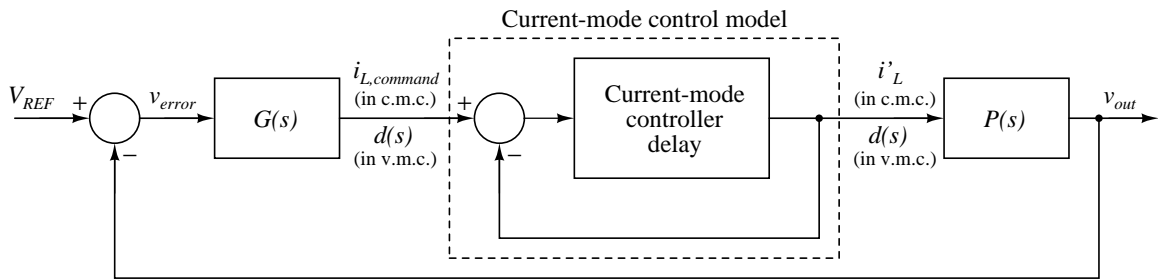 Current-mode control model
V_REF
+
−
v_error
G(s)
i_L,command
(in c.m.c.)
d(s)
(in v.m.c.)
+
−
Current-mode
controller
delay
i'_L
(in c.m.c.)
d(s)
(in v.m.c.)
P(s)
v_out